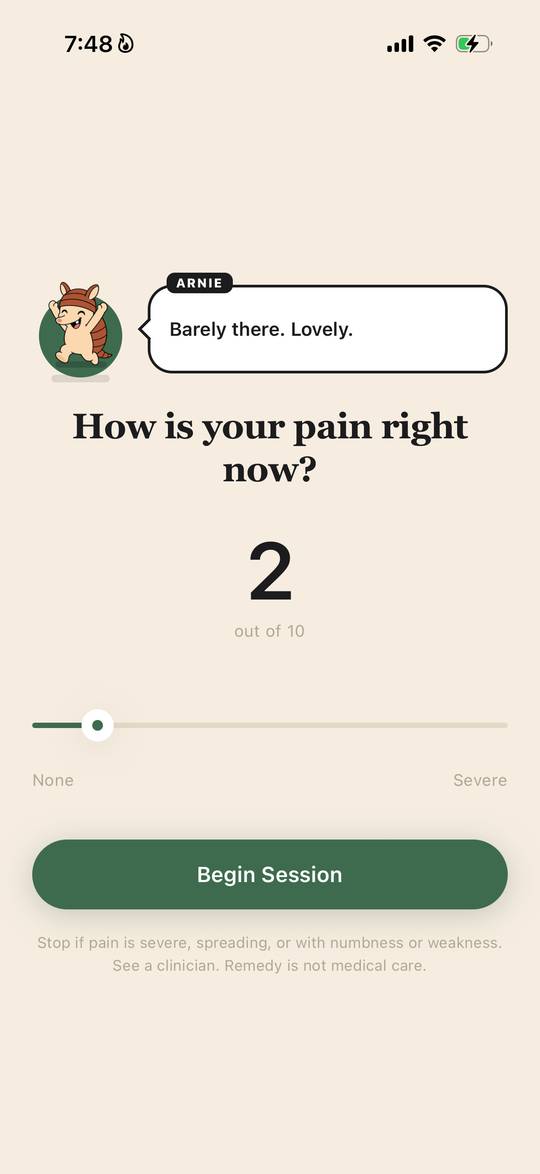 7:48
ARNIE
Barely there. Lovely.
How is your pain right
now?
2
out of 10
None
Severe
Begin Session
Stop if pain is severe, spreading, or with numbness or weakness.
See a clinician. Remedy is not medical care.